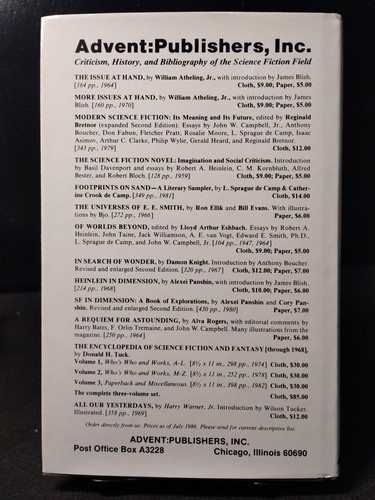 Advent:Publishers, Inc.
Criticism, History, and Bibliography of the Science Fiction Field
THE ISSUE AT HAND, by William Atheling, Jr., with introduction by James Blish.
[164 pp., 1964] Cloth, $9.00; Paper, $5.00
MORE ISSUES AT HAND, by William Atheling, Jr., with introduction by James
Blish. [160 pp., 1970] Cloth, $9.00; Paper, $5.00
MODERN SCIENCE FICTION: Its Meaning and Its Future, edited by Reginald
Bretnor (expanded Second Edition). Essays by John W. Campbell, Jr., Anthony
Boucher, Don Fabun, Fletcher Pratt, Rosalie Moore, L. Sprague de Camp, Isaac
Asimov, Arthur C. Clarke, Philip Wylie, Gerald Heard, and Reginald Bretnor.
[343 pp., 1979] Cloth, $12.00
THE SCIENCE FICTION NOVEL: Imagination and Social Criticism. Introduction
by Basil Davenport and essays by Robert A. Heinlein, C. M. Kornbluth, Alfred
Bester, and Robert Bloch. [128 pp., 1959] Cloth, $9.00; Paper, $5.00
FOOTPRINTS ON SAND—A Literary Sampler, by L. Sprague de Camp & Cather-
ine Crook de Camp. [349 pp., 1981] Cloth, $14.00
THE UNIVERSES OF E. E. SMITH, by Ron Ellik and Bill Evans. With illustra-
tions by Bjo. [272 pp., 1966] Paper, $6.00
OF WORLDS BEYOND, edited by Lloyd Arthur Eshbach. Essays by Robert A.
Heinlein, John Taine, Jack Williamson, A. E. van Vogt, Edward E. Smith, Ph.D.,
L. Sprague de Camp, and John W. Campbell, Jr. [104 pp., 1947, 1964]
Cloth, $9.00; Paper, $5.00
IN SEARCH OF WONDER, by Damon Knight. Introduction by Anthony Boucher.
Revised and enlarged Second Edition. [320 pp., 1967] Cloth, $12.00; Paper, $7.00
HEINLEIN IN DIMENSION, by Alexei Panshin, with introduction by James Blish.
[214 pp., 1968] Cloth, $10.00; Paper, $6.00
SF IN DIMENSION: A Book of Explorations, by Alexei Panshin and Cory Pan-
shin. Revised and enlarged Second Edition. [430 pp., 1980] Paper, $7.00
A REQUIEM FOR ASTOUNDING, by Alva Rogers, with editorial comments by
Harry Bates, F. Orlin Tremaine, and John W. Campbell. Many illustrations from the
magazine. [250 pp., 1964] Paper, $6.00
THE ENCYCLOPEDIA OF SCIENCE FICTION AND FANTASY [through 1968],
by Donald H. Tuck.
Volume 1, Who's Who and Works, A-L. [8½ x 11 in., 298 pp., 1974] Cloth, $30.00
Volume 2, Who's Who and Works, M-Z. [8½ x 11 in., 252 pp., 1978] Cloth, $30.00
Volume 3, Paperback and Miscellaneous. [8½ x 11 in., 398 pp., 1982] Cloth, $30.00
The complete three-volume set. Cloth, $85.00
ALL OUR YESTERDAYS, by Harry Warner, Jr. Introduction by Wilson Tucker.
Illustrated. [358 pp., 1969] Cloth, $12.00
Order directly from us. Prices as of July 1986. Please send for current descriptive list.
ADVENT:PUBLISHERS, INC.
Post Office Box A3228 Chicago, Illinois 60690